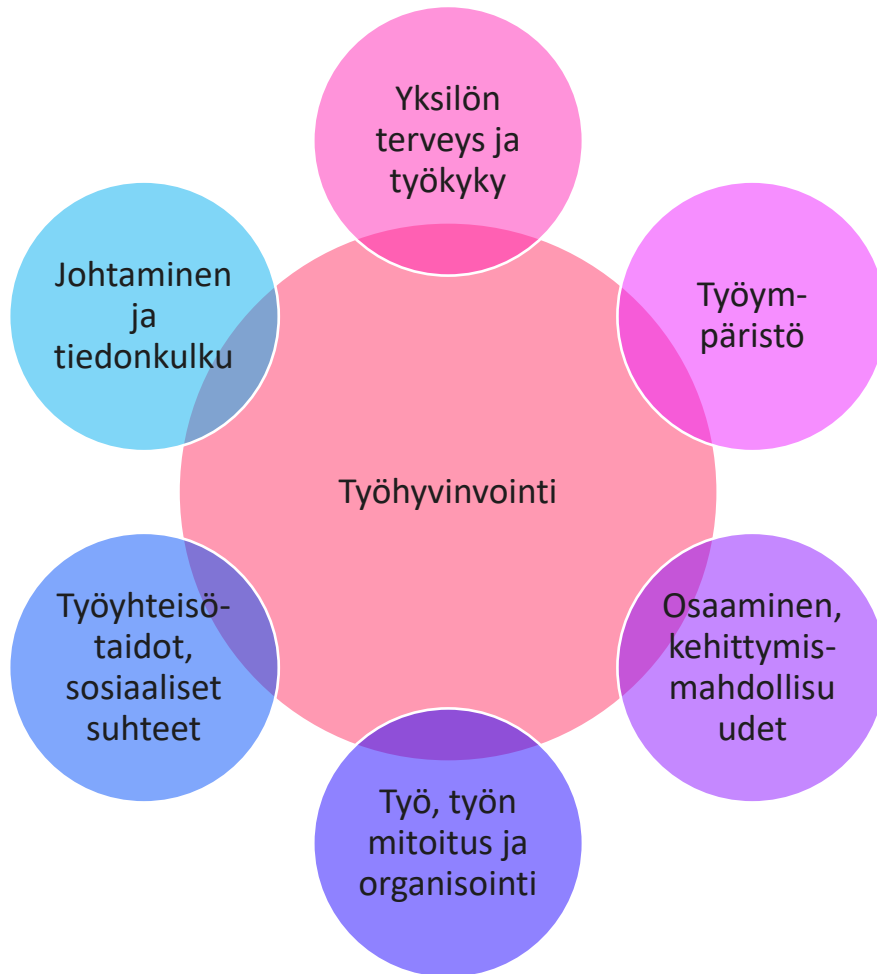 Yksilön
terveys ja
työkyky
Työym-
päristö
Osaaminen,
kehittymis-
mahdollisu
udet
Työ, työn
mitoitus ja
organisointi
Työyhteisö-
taidot,
sosiaaliset
suhteet
Johtaminen
ja
tiedonkulku
Työhyvinvointi